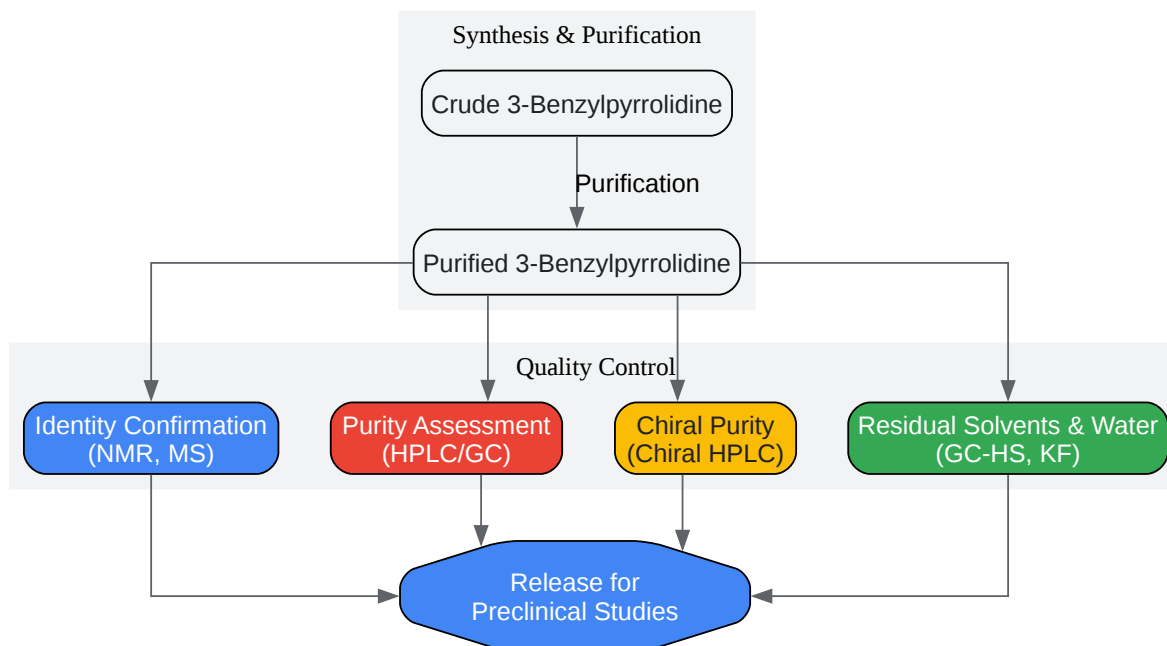 Synthesis & Purification
Crude 3-Benzylpyrrolidine
Purification
Purified 3-Benzylpyrrolidine
Quality Control
Identity Confirmation
(NMR, MS)
Purity Assessment
(HPLC/GC)
Chiral Purity
(Chiral HPLC)
Residual Solvents & Water
(GC-HS, KF)
Release for
Preclinical Studies